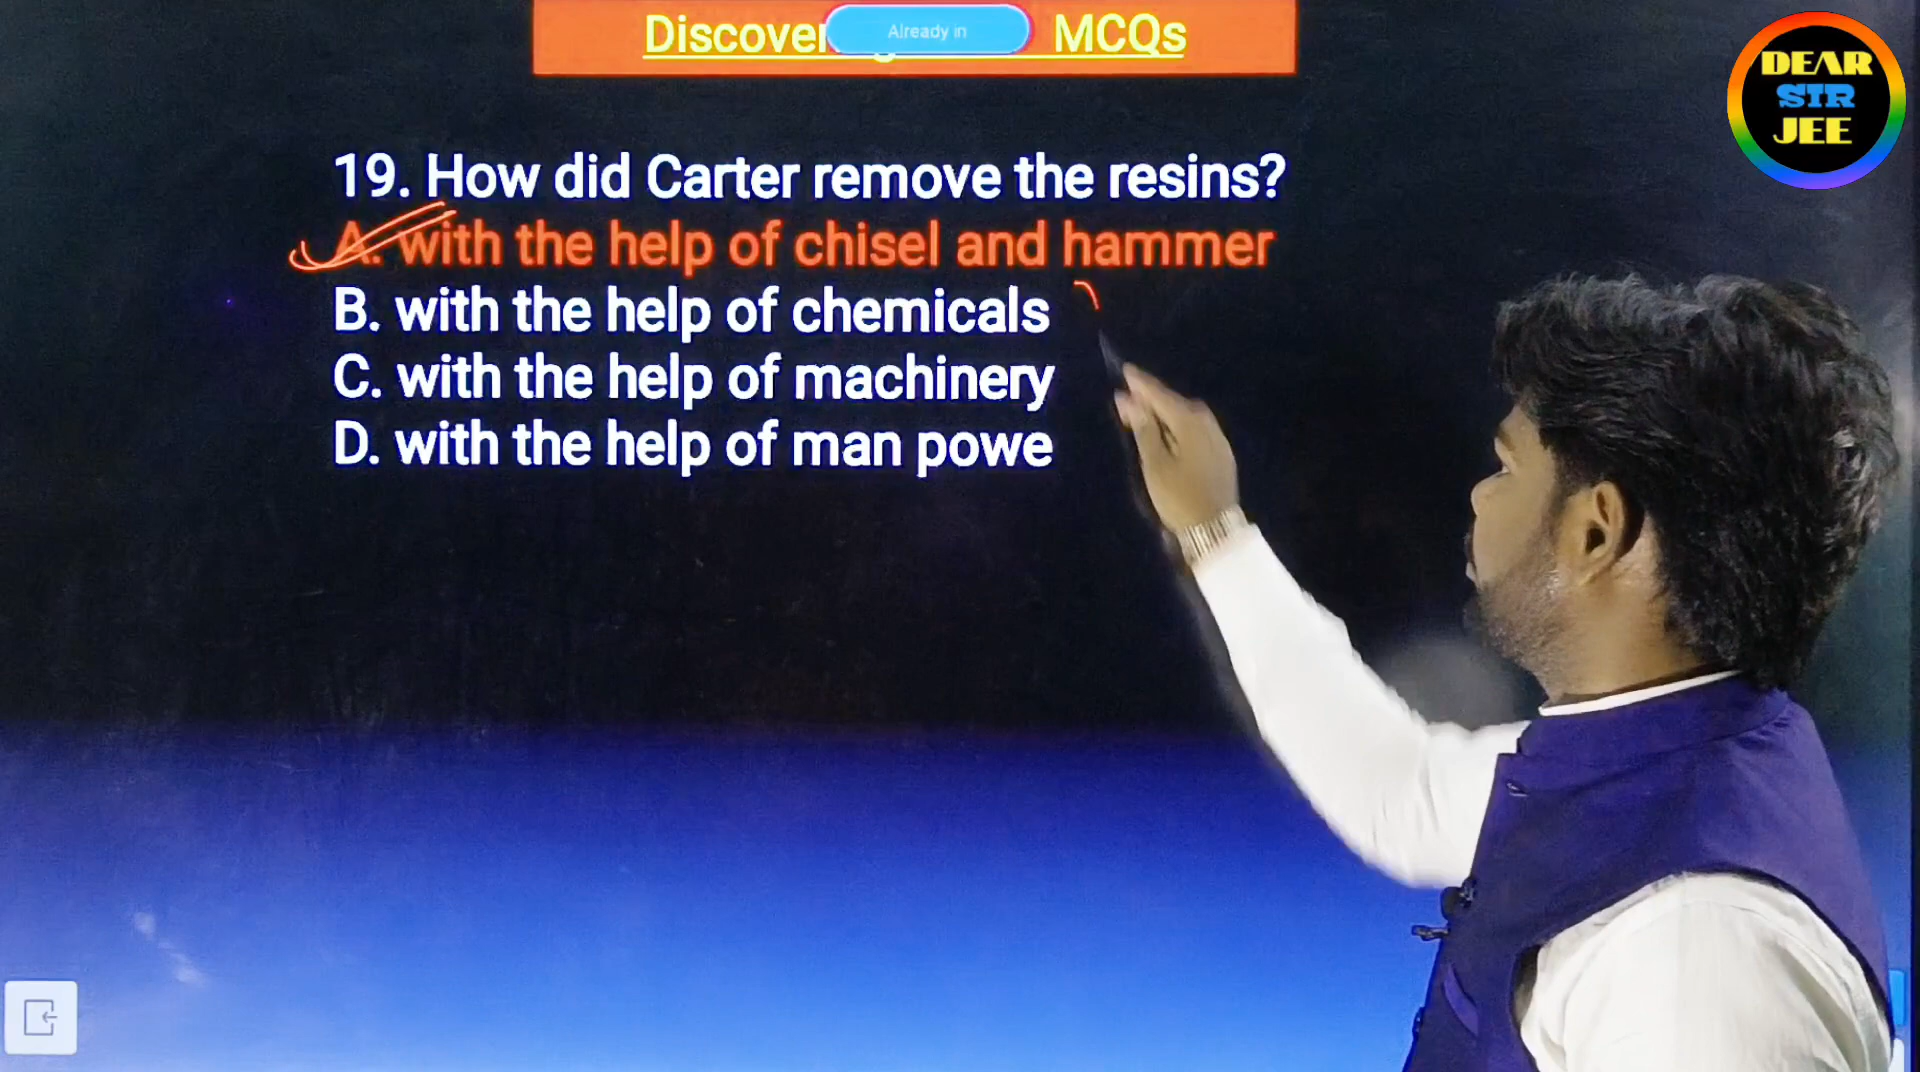 Discover
Already in
MCQs
DEAR
SIR
JEE
19. How did Carter remove the resins?
A. with the help of chisel and hammer
B. with the help of chemicals
C. with the help of machinery
D. with the help of man powe